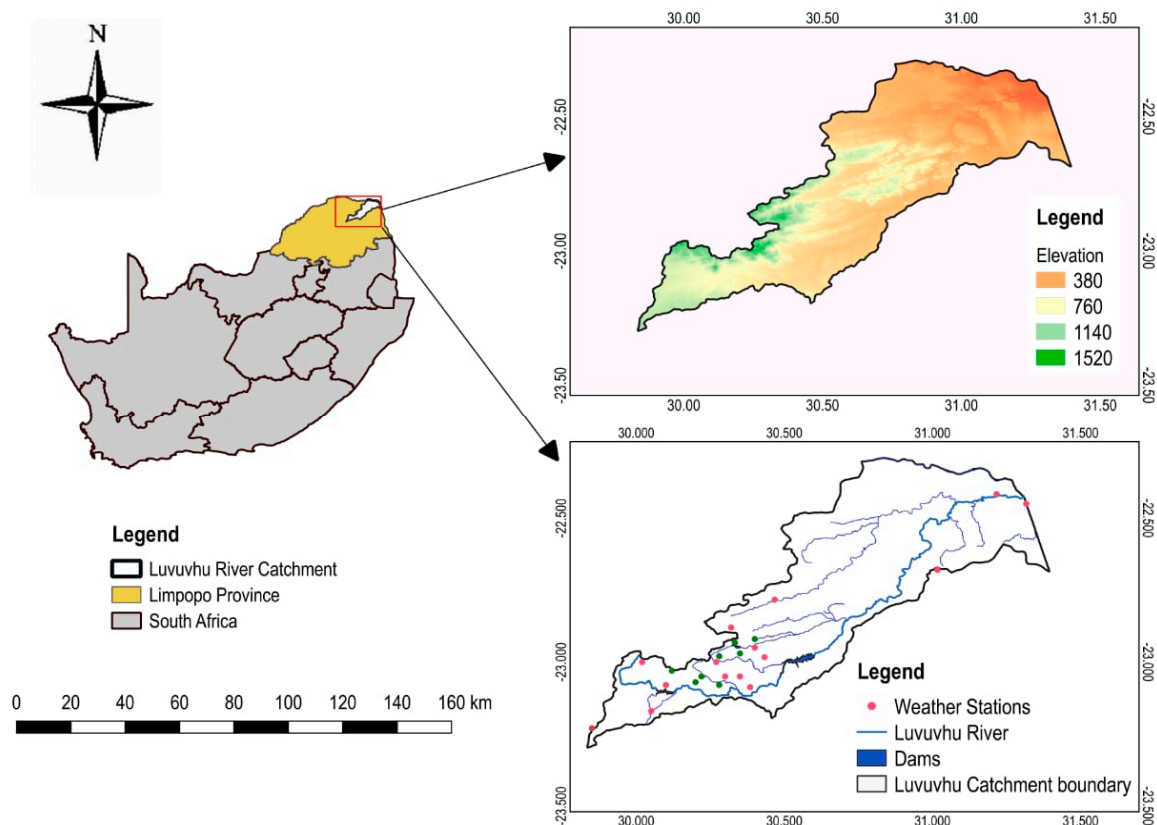 N
30.00 30.50 31.00 31.50
-22.50
-23.00
-23.50
-22.50
-23.00
-23.50
Legend
Elevation
380
760
1140
1520
30.00 30.50 31.00 31.50
Legend
Luvuvhu River Catchment
Limpopo Province
South Africa
0 20 40 60 80 100 120 140 160 km
30.000 30.500 31.000 31.500
-22.500
-23.000
-23.500
-22.500
-23.000
-23.500
Legend
Weather Stations
Luvuvhu River
Dams
Luvuvhu Catchment boundary
30.000 30.500 31.000 31.500